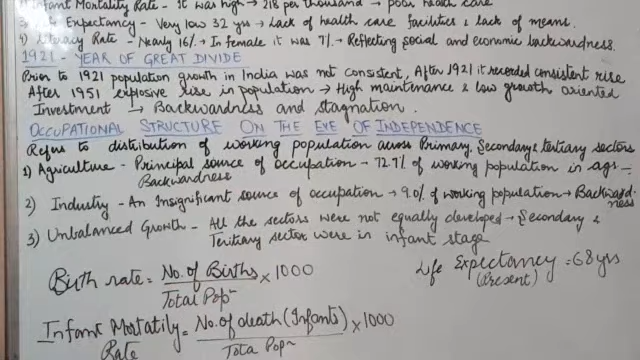 Infant Mortality Rate - It was high → 218 per thousand → poor health care
3) Life Expectancy - Very low 32 yrs → Lack of health care facilities & lack of means.
4) Literacy Rate - Nearly 16% → In female it was 7% → Reflecting Social and economic backwardness.
1921 - YEAR OF GREAT DIVIDE
Prior to 1921 population growth in India was not consistent, After 1921 it recorded consistent rise
After 1951 explosive rise in population → High maintenance & low growth oriented
Investment → Backwardness and stagnation.
OCCUPATIONAL STRUCTURE ON THE EVE OF INDEPENDENCE
Refers to distribution of working population across Primary, Secondary & tertiary sectors
1) Agriculture - Principal source of occupation - 72.7% of working population in agr -
Backwardness
2) Industry - An Insignificant source of occupation - 9.0% of working population → Backward-
ness
3) Unbalanced Growth - All the sectors were not equally developed → Secondary &
Tertiary sector were in infant stage
Birth rate = No. of Births × 1000
Total Popⁿ
Life Expectancy = 68 yrs
(Present)
Infant Mortatily = No. of death (Infants) × 1000
Rate Tota Popⁿ